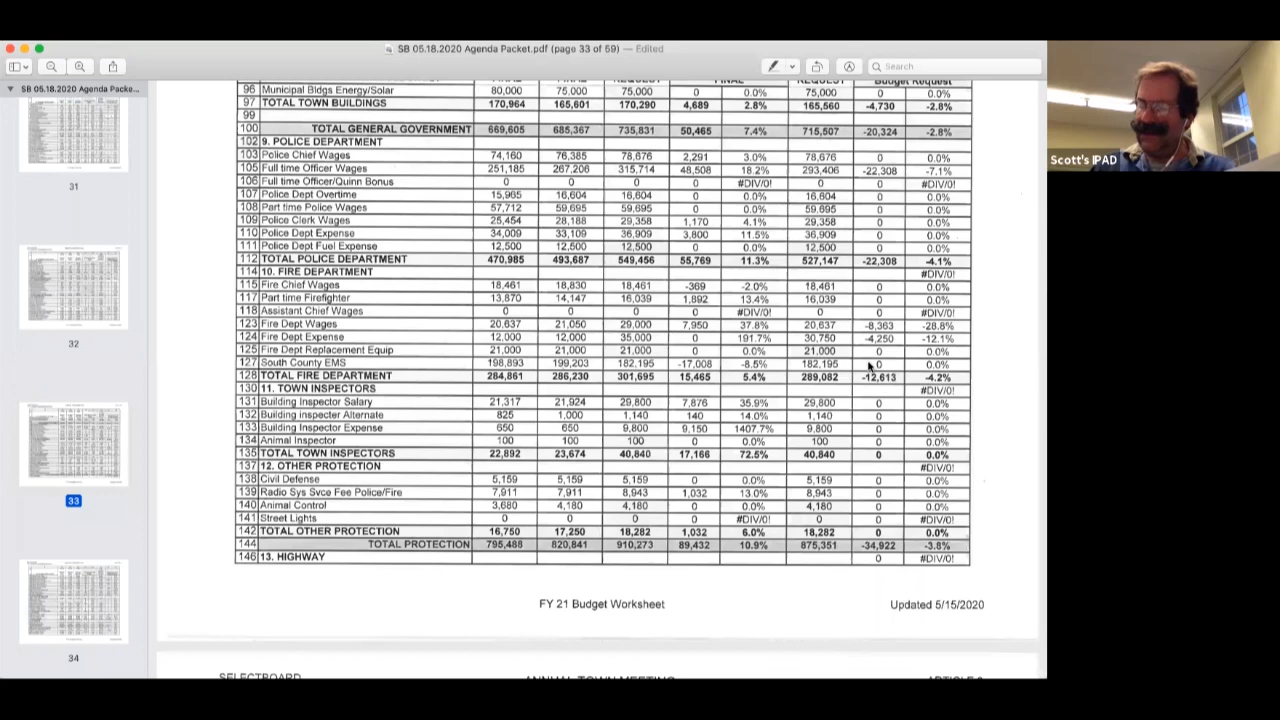 SB 05.18.2020 Agenda Packet.pdf (page 33 of 59) — Edited
Search
SB 05.18.2020 Agenda Packe...
31
32
33
34
Scott's IPAD
96 Municipal Bldgs Energy/Solar 80,000 75,000 75,000 0 0.0% 75,000 0 0.0%
97 TOTAL TOWN BUILDINGS 170,964 165,601 170,290 4,689 2.8% 165,560 -4,730 -2.8%
99
100 TOTAL GENERAL GOVERNMENT 669,605 685,367 735,831 50,465 7.4% 715,507 -20,324 -2.8%
102 9. POLICE DEPARTMENT
103 Police Chief Wages 74,160 76,385 78,676 2,291 3.0% 78,676 0 0.0%
105 Full time Officer Wages 251,185 267,206 315,714 48,508 18.2% 293,406 -22,308 -7.1%
106 Full time Officer/Quinn Bonus 0 0 0 0 #DIV/0! 0 0 #DIV/0!
107 Police Dept Overtime 15,965 16,604 16,604 0 0.0% 16,604 0 0.0%
108 Part time Police Wages 57,712 59,695 59,695 0 0.0% 59,695 0 0.0%
109 Police Clerk Wages 25,454 28,188 29,358 1,170 4.1% 29,358 0 0.0%
110 Police Dept Expense 34,009 33,109 36,909 3,800 11.5% 36,909 0 0.0%
111 Police Dept Fuel Expense 12,500 12,500 12,500 0 0.0% 12,500 0 0.0%
112 TOTAL POLICE DEPARTMENT 470,985 493,687 549,456 55,769 11.3% 527,147 -22,308 -4.1%
114 10. FIRE DEPARTMENT #DIV/0!
115 Fire Chief Wages 18,461 18,830 18,461 -369 -2.0% 18,461 0 0.0%
117 Part time Firefighter 13,870 14,147 16,039 1,892 13.4% 16,039 0 0.0%
118 Assistant Chief Wages 0 0 0 0 #DIV/0! 0 0 #DIV/0!
123 Fire Dept Wages 20,637 21,050 29,000 7,950 37.8% 20,637 -8,363 -28.8%
124 Fire Dept Expense 12,000 12,000 35,000 0 191.7% 30,750 -4,250 -12.1%
125 Fire Dept Replacement Equip 21,000 21,000 21,000 0 0.0% 21,000 0 0.0%
127 South County EMS 198,893 199,203 182,195 -17,008 -8.5% 182,195 0 0.0%
128 TOTAL FIRE DEPARTMENT 284,861 286,230 301,695 15,465 5.4% 289,082 -12,613 -4.2%
130 11. TOWN INSPECTORS #DIV/0!
131 Building Inspecter Salary 21,317 21,924 29,800 7,876 35.9% 29,800 0 0.0%
132 Building inspecter Alternate 825 1,000 1,140 140 14.0% 1,140 0 0.0%
133 Building Inspecter Expense 650 650 9,800 9,150 1407.7% 9,800 0 0.0%
134 Animal Inspector 100 100 100 0 0.0% 100 0 0.0%
135 TOTAL TOWN INSPECTORS 22,892 23,674 40,840 17,166 72.5% 40,840 0 0.0%
137 12. OTHER PROTECTION #DIV/0!
138 Civil Defense 5,159 5,159 5,159 0 0.0% 5,159 0 0.0%
139 Radio Sys Svce Fee Police/Fire 7,911 7,911 8,943 1,032 13.0% 8,943 0 0.0%
140 Animal Control 3,680 4,180 4,180 0 0.0% 4,180 0 0.0%
141 Street Lights 0 0 0 0 #DIV/0! 0 0 #DIV/0!
142 TOTAL OTHER PROTECTION 16,750 17,250 18,282 1,032 6.0% 18,282 0 0.0%
144 TOTAL PROTECTION 795,488 820,841 910,273 89,432 10.9% 875,351 -34,922 -3.8%
146 13. HIGHWAY 0 #DIV/0!
FY 21 Budget Worksheet
Updated 5/15/2020